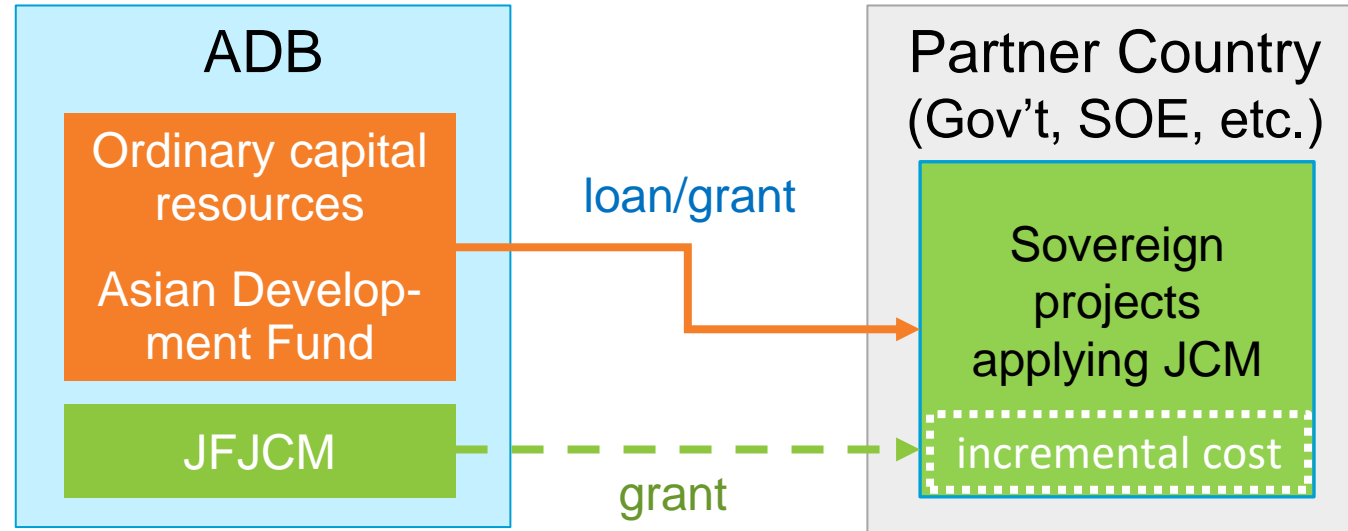 ADB
Ordinary capital
resources
Asian Develop-
ment Fund
JFJCM
loan/grant
grant
Partner Country
(Gov't, SOE, etc.)
Sovereign
projects
applying JCM
incremental cost